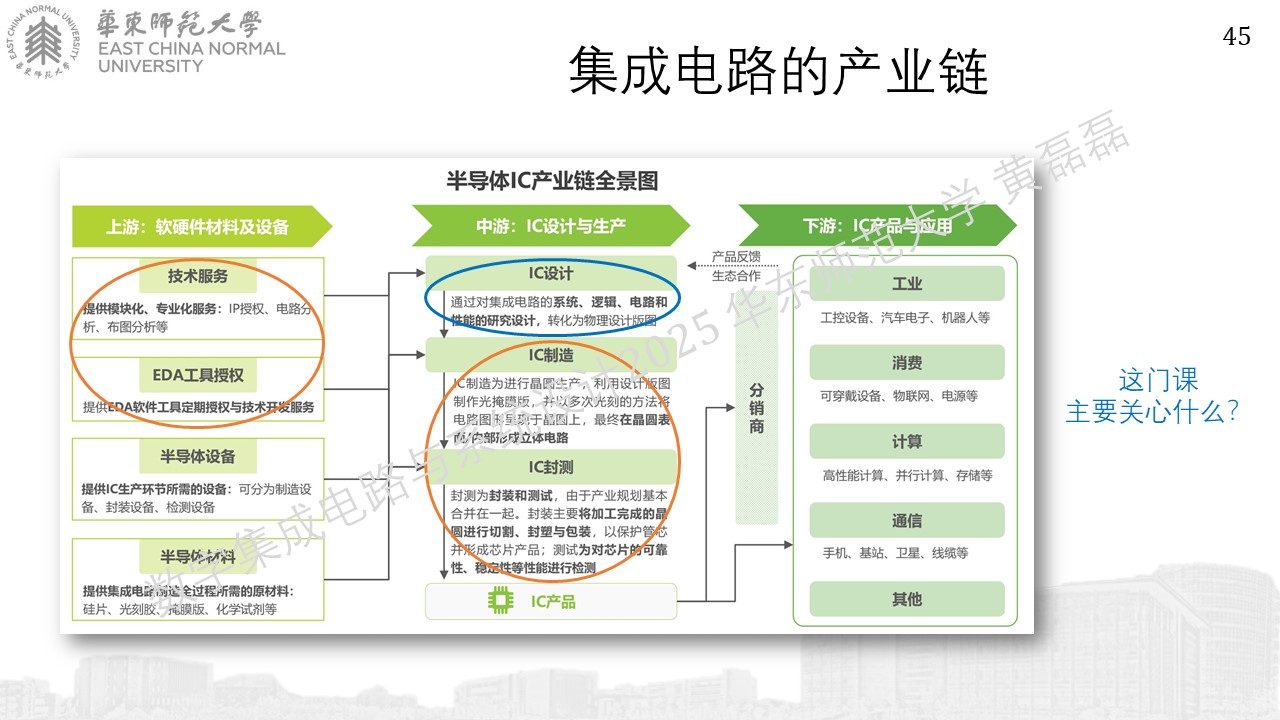 華東師範大學
EAST CHINA NORMAL
UNIVERSITY
EAST CHINA NORMAL UNIVERSITY
華东师范大学
45
集成电路的产业链
半导体IC产业链全景图
上游：软硬件材料及设备
技术服务
提供模块化、专业化服务：IP授权、电路分
析、布图分析等
EDA工具授权
提供EDA软件工具定期授权与技术开发服务
半导体设备
提供IC生产环节所需的设备：可分为制造设
备、封装设备、检测设备
半导体材料
提供集成电路制造全过程所需的原材料：
硅片、光刻胶、掩膜版、化学试剂等
中游：IC设计与生产
IC设计
通过对集成电路的系统、逻辑、电路和
性能的研究设计，转化为物理设计版图
IC制造
IC制造为进行晶圆生产，利用设计版图
制作光掩膜版，并以多次光刻的方法将
电路图形呈现于晶圆上，最终在晶圆表
面/内部形成立体电路
IC封测
封测为封装和测试，由于产业规划基本
合并在一起。封装主要将加工完成的晶
圆进行切割、封塑与包装，以保护管芯
并形成芯片产品；测试为对芯片的可靠
性、稳定性等性能进行检测
IC产品
产品反馈
生态合作
分销商
下游：IC产品与应用
工业
工控设备、汽车电子、机器人等
消费
可穿戴设备、物联网、电源等
计算
高性能计算、并行计算、存储等
通信
手机、基站、卫星、线缆等
其他
这门课
主要关心什么？
数字集成电路与系统设计2025 华东师范大学 黄磊磊